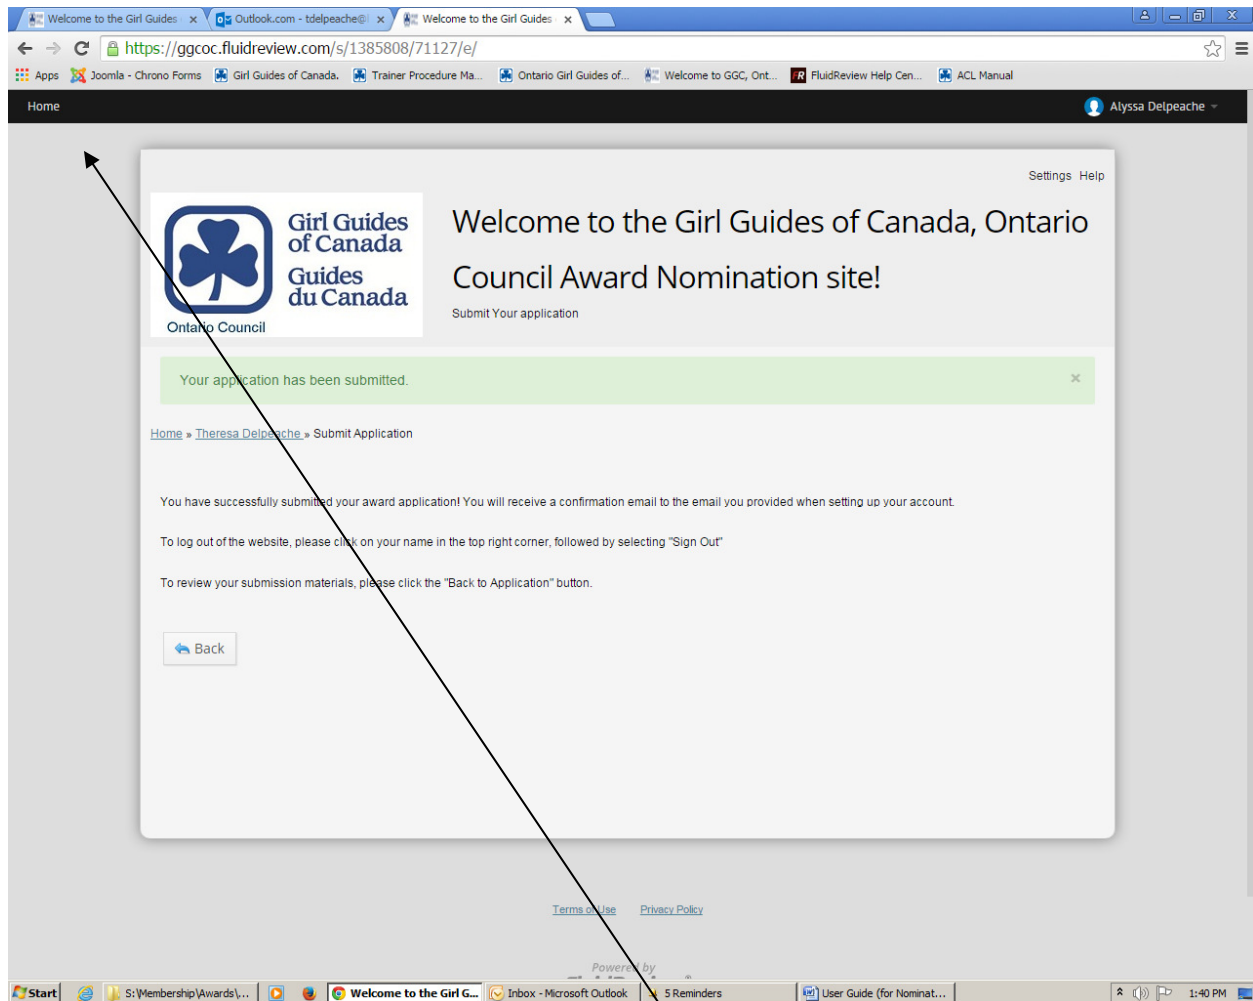 Welcome to the Girl Guides
Outlook.com - tdelpeache@
Welcome to the Girl Guides
https://ggcoc.fluidreview.com/s/1385808/71127/e/
Apps Joomla - Chrono Forms Girl Guides of Canada. Trainer Procedure Ma... Ontario Girl Guides of... Welcome to GGC, Ont... FluidReview Help Cen... ACL Manual
Home Alyssa Delpeache
Settings Help
Girl Guides
of Canada
Guides
du Canada
Ontario Council
Welcome to the Girl Guides of Canada, Ontario
Council Award Nomination site!
Submit Your application
Your application has been submitted. ×
Home » Theresa Delpeache » Submit Application
You have successfully submitted your award application! You will receive a confirmation email to the email you provided when setting up your account.
To log out of the website, please click on your name in the top right corner, followed by selecting "Sign Out"
To review your submission materials, please click the "Back to Application" button.
Back
Terms of Use Privacy Policy
Powered by
Start S:\Membership\Awards\... Welcome to the Girl G... Inbox - Microsoft Outlook 5 Reminders User Guide (for Nominat... 1:40 PM